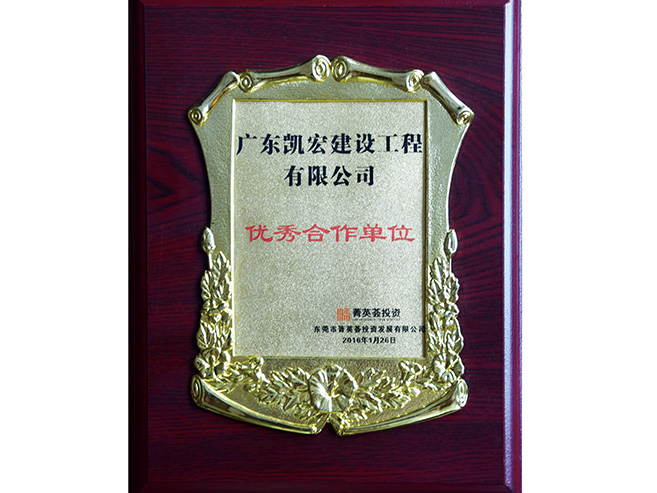 广东凯宏建设工程
有限公司
优秀合作单位
菁英荟投资
东莞市菁英荟投资发展有限公司
2016年1月26日